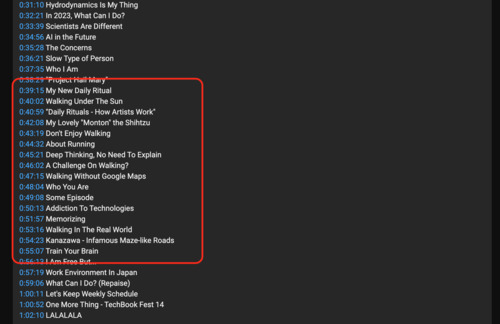 0:31:10 Hydrodynamics Is My Thing
0:32:21 In 2023, What Can I Do?
0:33:39 Scientists Are Different
0:34:56 AI in the Future
0:35:28 The Concerns
0:36:21 Slow Type of Person
0:37:35 Who I Am
0:38:29 "Project Hail Mary"
0:39:15 My New Daily Ritual
0:40:02 Walking Under The Sun
0:40:59 "Daily Rituals - How Artists Work"
0:42:08 My Lovely "Monton" the Shihtzu
0:43:19 Don't Enjoy Walking
0:44:32 About Running
0:45:21 Deep Thinking, No Need To Explain
0:46:02 A Challenge On Walking?
0:47:15 Walking Without Google Maps
0:48:04 Who You Are
0:49:08 Some Episode
0:50:13 Addiction To Technologies
0:51:57 Memorizing
0:53:16 Walking In The Real World
0:54:23 Kanazawa - Infamous Maze-like Roads
0:55:07 Train Your Brain
0:56:13 I Am Free But...
0:57:19 Work Environment In Japan
0:59:06 What Can I Do? (Repaise)
1:00:11 Let's Keep Weekly Schedule
1:00:52 One More Thing - TechBook Fest 14
1:02:10 LALALALA